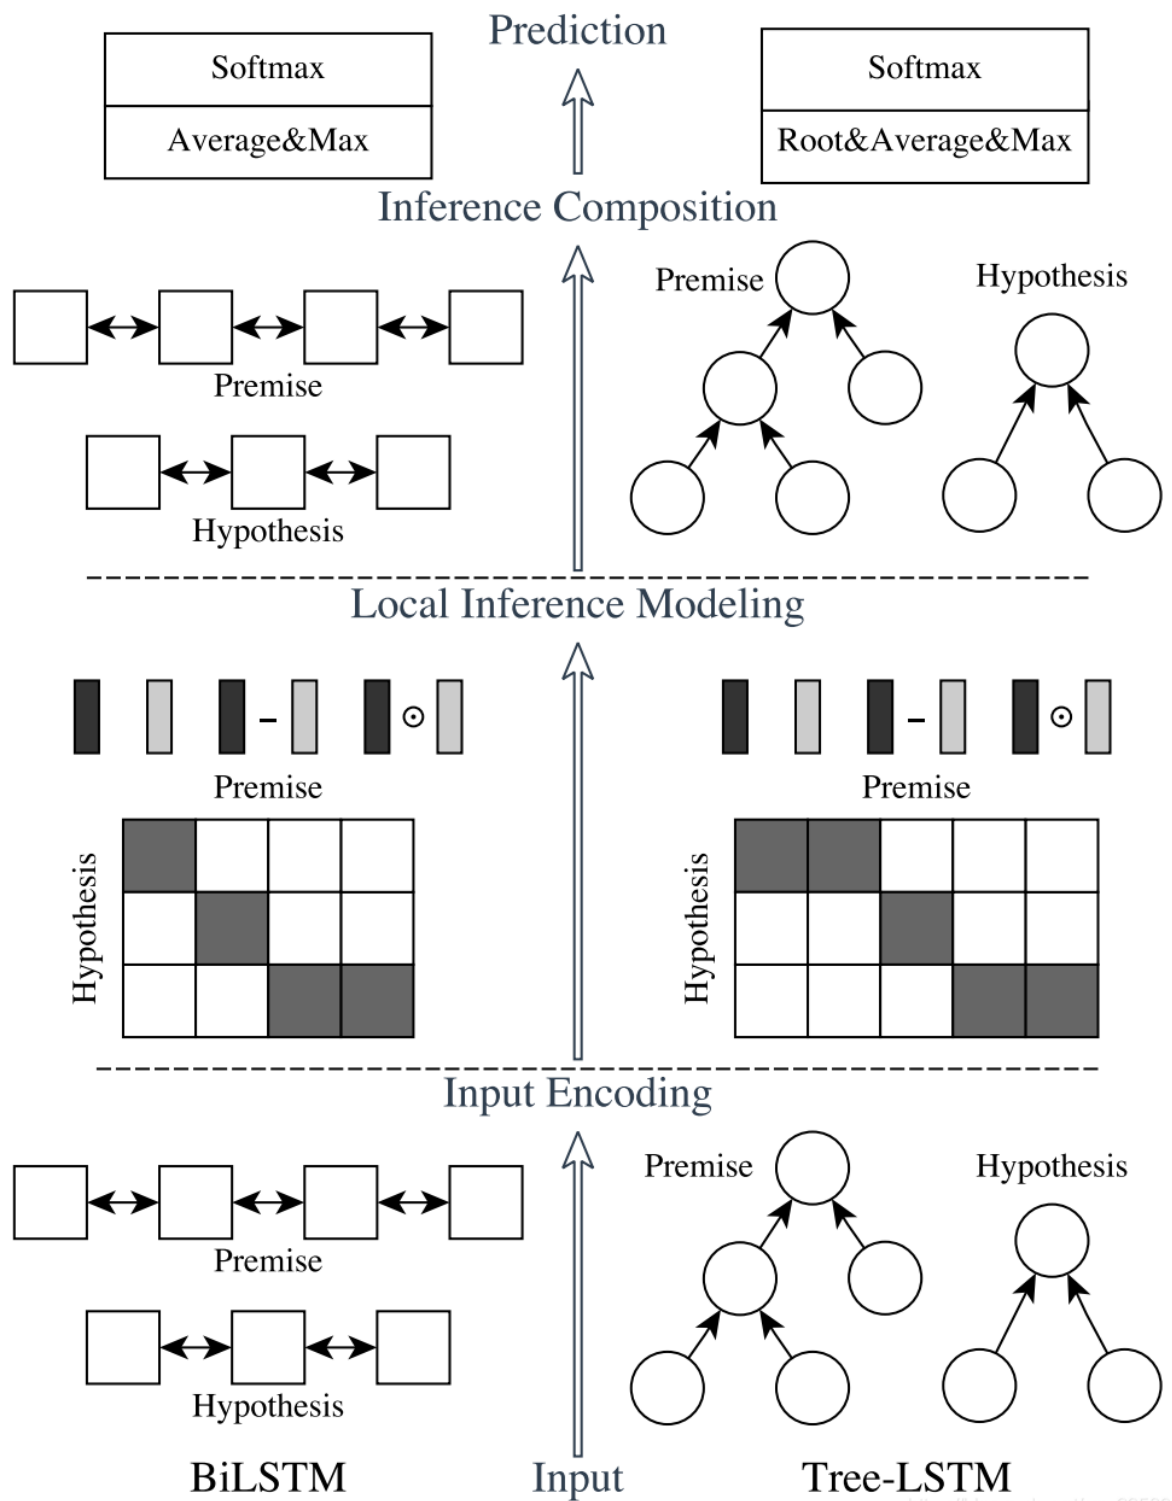 Prediction
Softmax
Average&Max
Softmax
Root&Average&Max
Inference Composition
Premise
Hypothesis
Premise
Hypothesis
Local Inference Modeling
–
⊙
–
⊙
Premise
Hypothesis
Premise
Hypothesis
Input Encoding
Premise
Hypothesis
Premise
Hypothesis
BiLSTM
Input
Tree-LSTM